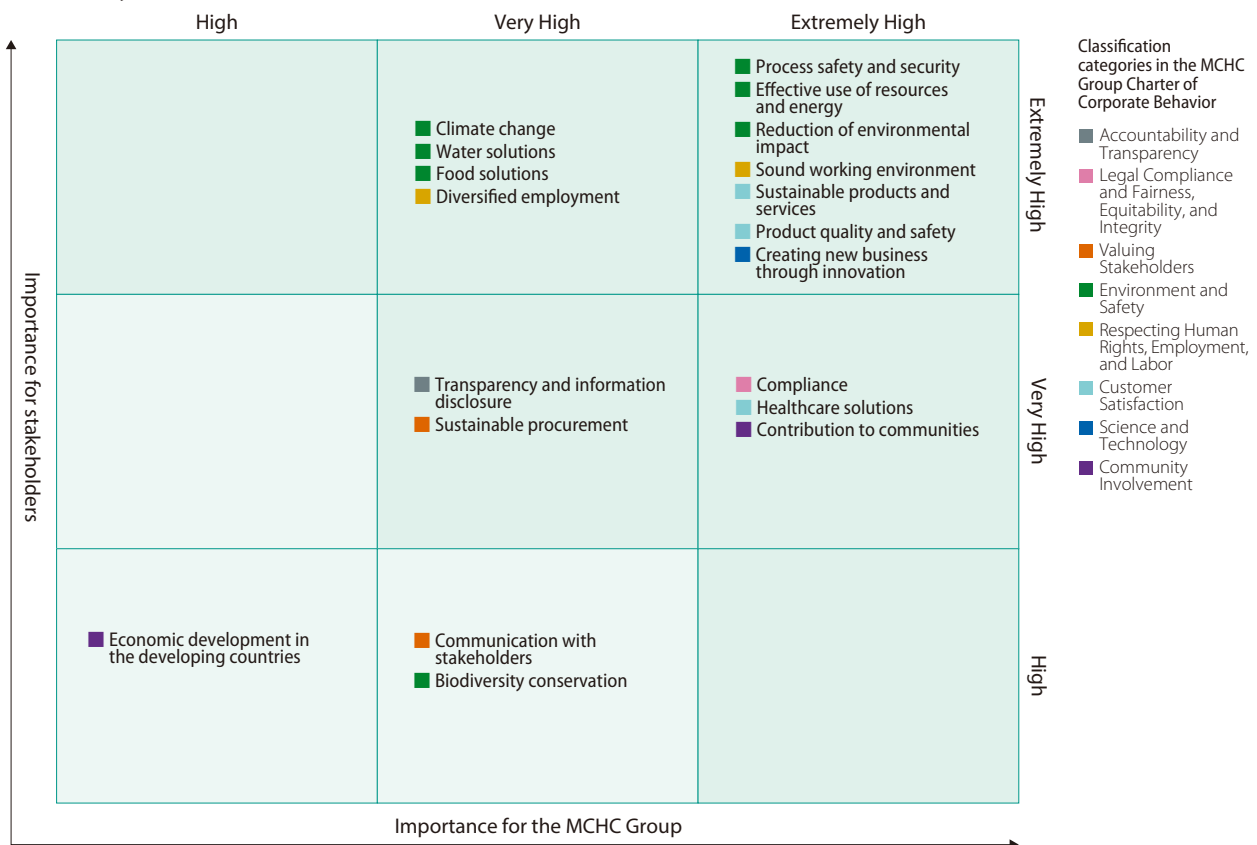 High
Very High
Extremely High
Process safety and security
Effective use of resources
and energy
Reduction of environmental
impact
Sound working environment
Sustainable products and
services
Product quality and safety
Creating new business
through innovation
Climate change
Water solutions
Food solutions
Diversified employment
Extremely High
Transparency and information
disclosure
Sustainable procurement
Compliance
Healthcare solutions
Contribution to communities
Very High
Economic development in
the developing countries
Communication with
stakeholders
Biodiversity conservation
High
Importance for stakeholders
Importance for the MCHC Group
Classification
categories in the MCHC
Group Charter of
Corporate Behavior
Accountability and
Transparency
Legal Compliance
and Fairness,
Equitability, and
Integrity
Valuing
Stakeholders
Environment and
Safety
Respecting Human
Rights, Employment,
and Labor
Customer
Satisfaction
Science and
Technology
Community
Involvement